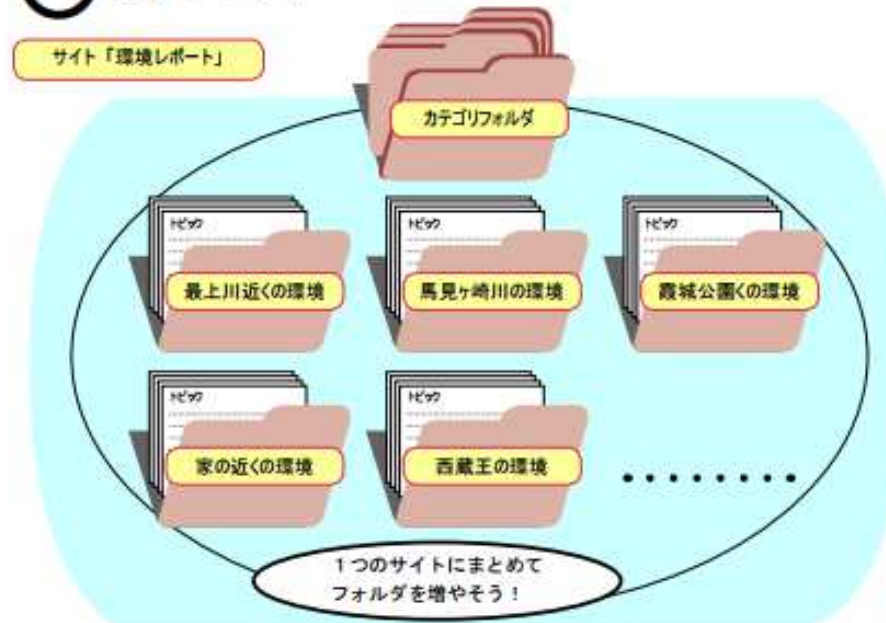 サイト「環境レポート」
カテゴリフォルダ
トピック
最上川近くの環境
トピック
馬見ヶ崎川の環境
トピック
霞城公園くの環境
トピック
家の近くの環境
トピック
西蔵王の環境
・・・・・・・・
1つのサイトにまとめて
フォルダを増やそう！